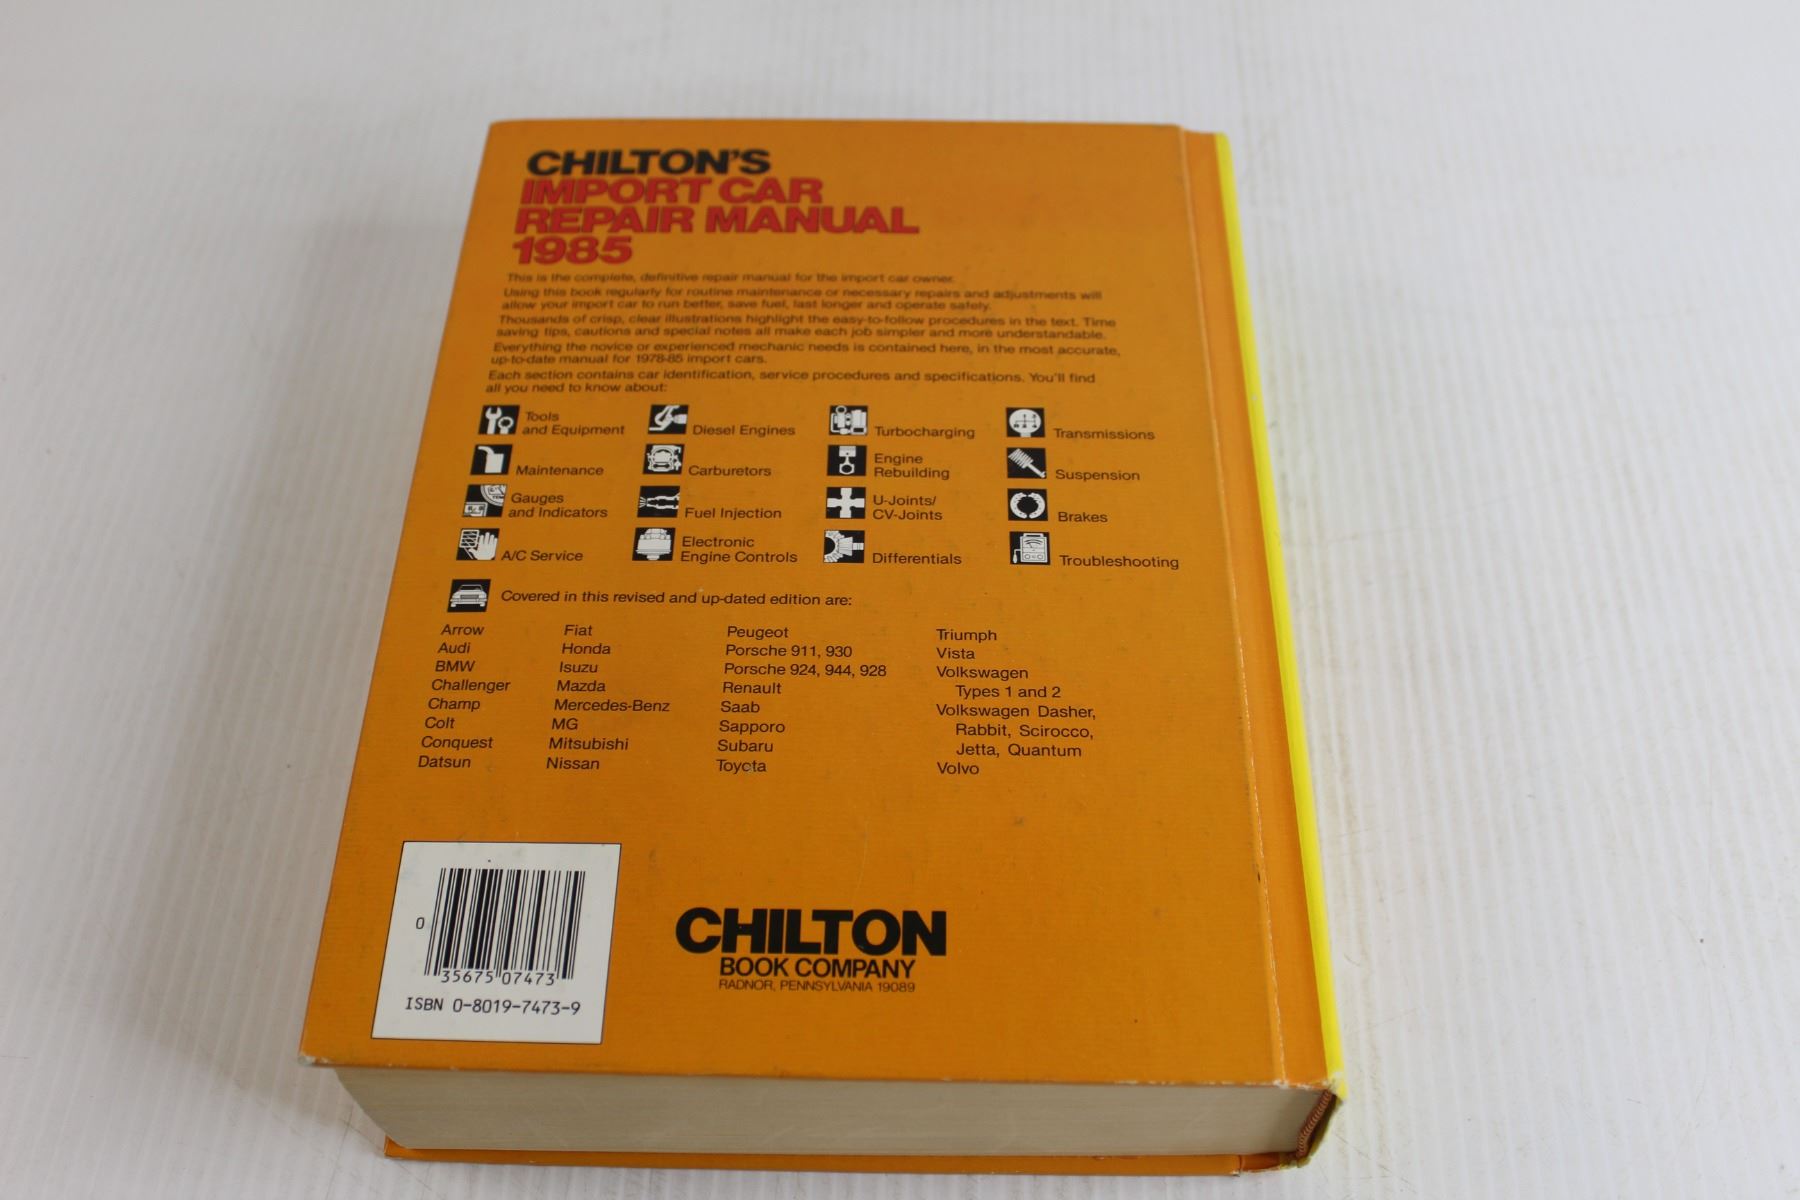 CHILTON'S
IMPORT CAR
REPAIR MANUAL
1985
This is the complete, definitive repair manual for the import car owner.
Using this book regularly for routine maintenance or necessary repairs and adjustments will
allow your import car to run better, save fuel, last longer and operate safely.
Thousands of crisp, clear illustrations highlight the easy-to-follow procedures in the text. Time
saving tips, cautions and special notes all make each job simpler and more understandable.
Everything the novice or experienced mechanic needs is contained here, in the most accurate,
up-to-date manual for 1978-85 import cars.
Each section contains car identification, service procedures and specifications. You'll find
all you need to know about:
Tools
and Equipment
Maintenance
Gauges
and Indicators
A/C Service
Diesel Engines
Carburetors
Fuel Injection
Electronic
Engine Controls
Turbocharging
Engine
Rebuilding
U-Joints/
CV-Joints
Differentials
Transmissions
Suspension
Brakes
Troubleshooting
Covered in this revised and up-dated edition are:
Arrow
Audi
BMW
Challenger
Champ
Colt
Conquest
Datsun
Fiat
Honda
Isuzu
Mazda
Mercedes-Benz
MG
Mitsubishi
Nissan
Peugeot
Porsche 911, 930
Porsche 924, 944, 928
Renault
Saab
Sapporo
Subaru
Toyota
Triumph
Vista
Volkswagen
Types 1 and 2
Volkswagen Dasher,
Rabbit, Scirocco,
Jetta, Quantum
Volvo
0 35675 07473
ISBN 0-8019-7473-9
CHILTON
BOOK COMPANY
RADNOR, PENNSYLVANIA 19089